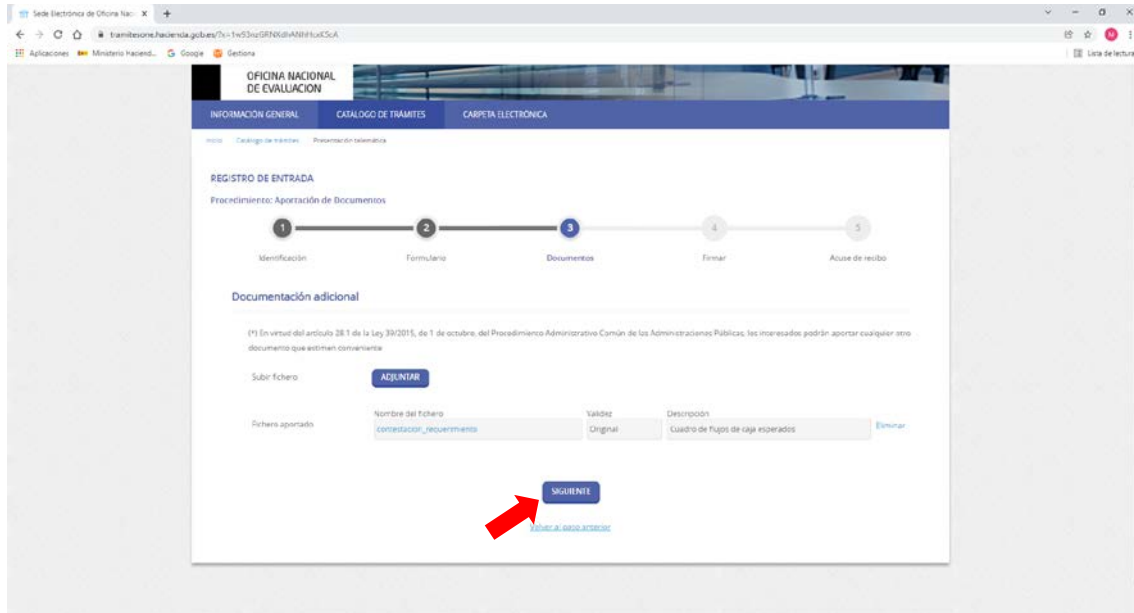 Sede Electrónica de Oficina Nac
tramitesone.hacienda.gob.es
Aplicaciones Ministerio haciend... Google Gestiona Lista de lectura
OFICINA NACIONAL
DE EVALUACION
INFORMACIÓN GENERAL CATÁLOGO DE TRÁMITES CARPETA ELECTRÓNICA
Inicio Catálogo de trámites Presentación telemática
REGISTRO DE ENTRADA
Procedimiento: Aportación de Documentos
1 2 3 4 5
Identificación Formulario Documentos Firmar Acuse de recibo
Documentación adicional
(*) En virtud del artículo 28.1 de la Ley 39/2015, de 1 de octubre, del Procedimiento Administrativo Común de las Administraciones Públicas, los interesados podrán aportar cualquier otro
documento que estimen conveniente
Subir fichero ADJUNTAR
Nombre del fichero Validez Descripción
Fichero aportado contestacion_requerimiento Original Cuadro de flujos de caja esperados Eliminar
SIGUIENTE
Volver al paso anterior